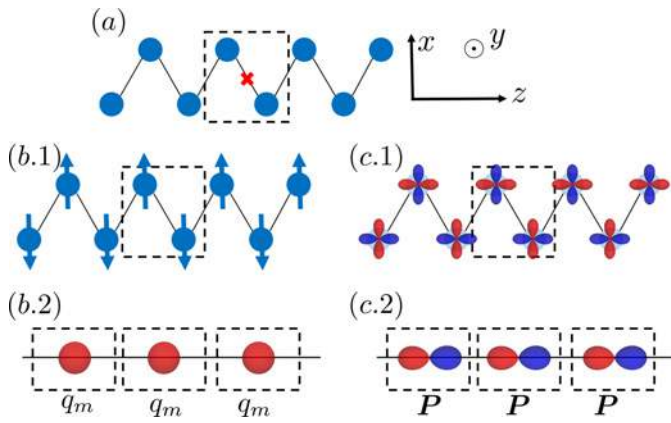 (a)
x
y
z
(b.1)
(c.1)
(b.2)
(c.2)
q_m q_m q_m
P P P